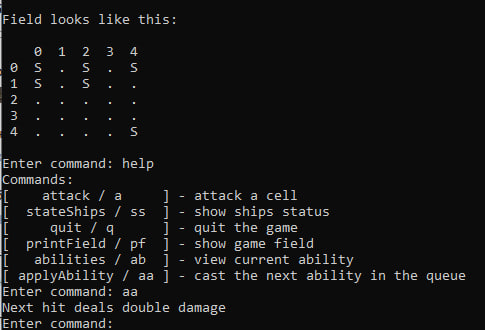 Field looks like this:
0 1 2 3 4
0 S . S . S
1 S . S . .
2 . . . . .
3 . . . . .
4 . . . . S
Enter command: help
Commands:
[ attack / a ] - attack a cell
[ stateShips / ss ] - show ships status
[ quit / q ] - quit the game
[ printField / pf ] - show game field
[ abilities / ab ] - view current ability
[ applyAbility / aa ] - cast the next ability in the queue
Enter command: aa
Next hit deals double damage
Enter command: